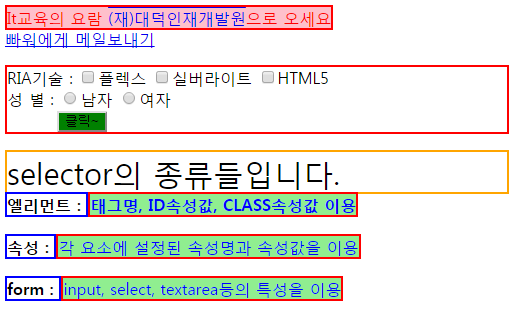 It교육의 요람 (재)대덕인재개발원으로 오세요
빠워에게 메일보내기
RIA기술 : 플렉스 실버라이트 HTML5
성 별 : 남자 여자
클릭~
selector의 종류들입니다.
엘리먼트 : 태그명, ID속성값, CLASS속성값 이용
속성 : 각 요소에 설정된 속성명과 속성값을 이용
form : input, select, textarea등의 특성을 이용